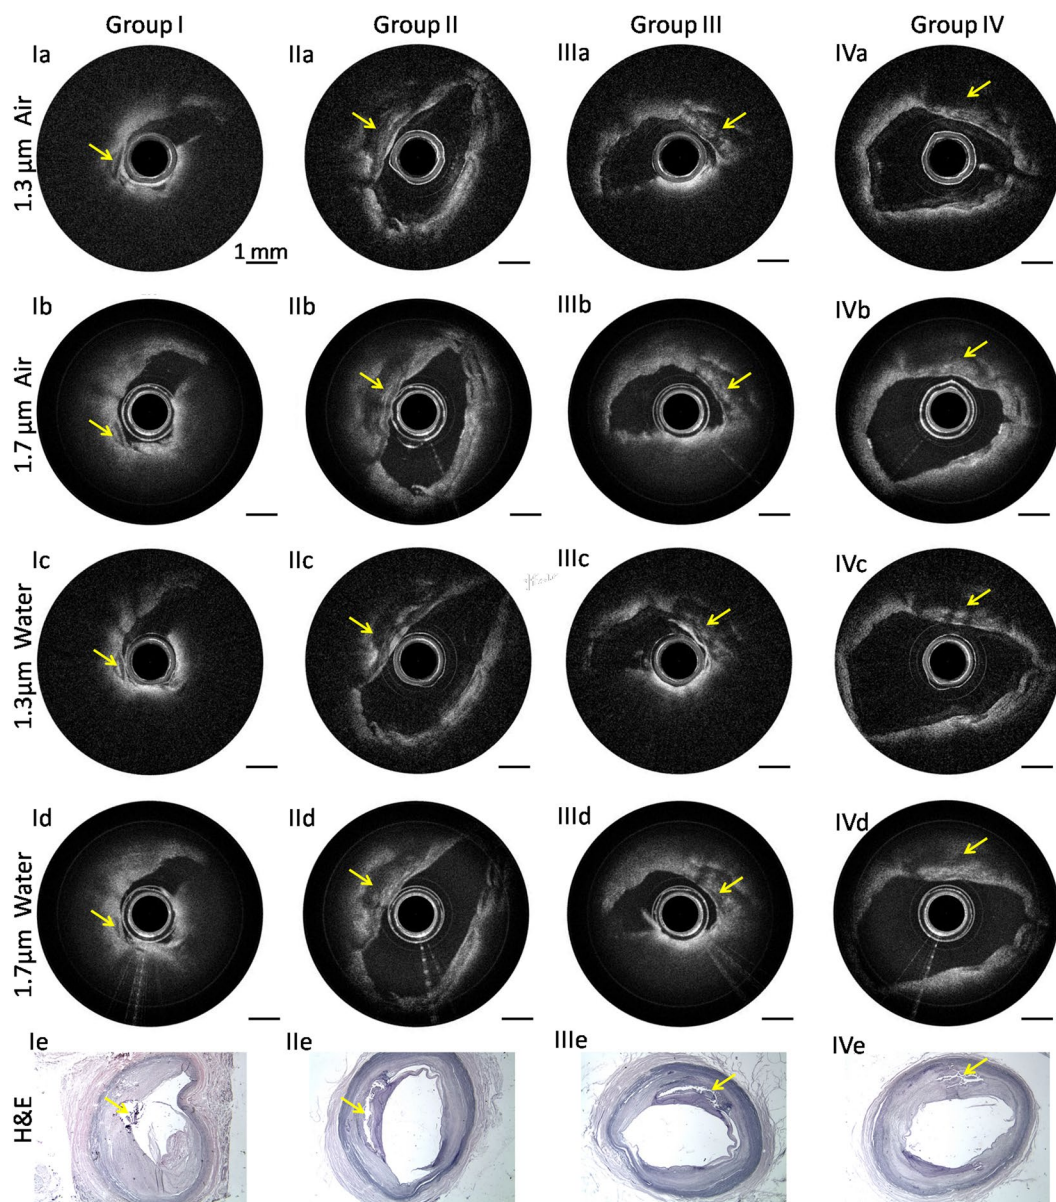 Group I Group II Group III Group IV
Ia IIa IIIa IVa
1.3 μm Air
1 mm
Ib IIb IIIb IVb
1.7 μm Air
Ic IIc IIIc IVc
1.3μm Water
Id IId IIId IVd
1.7μm Water
Ie IIe IIIe IVe
H&E